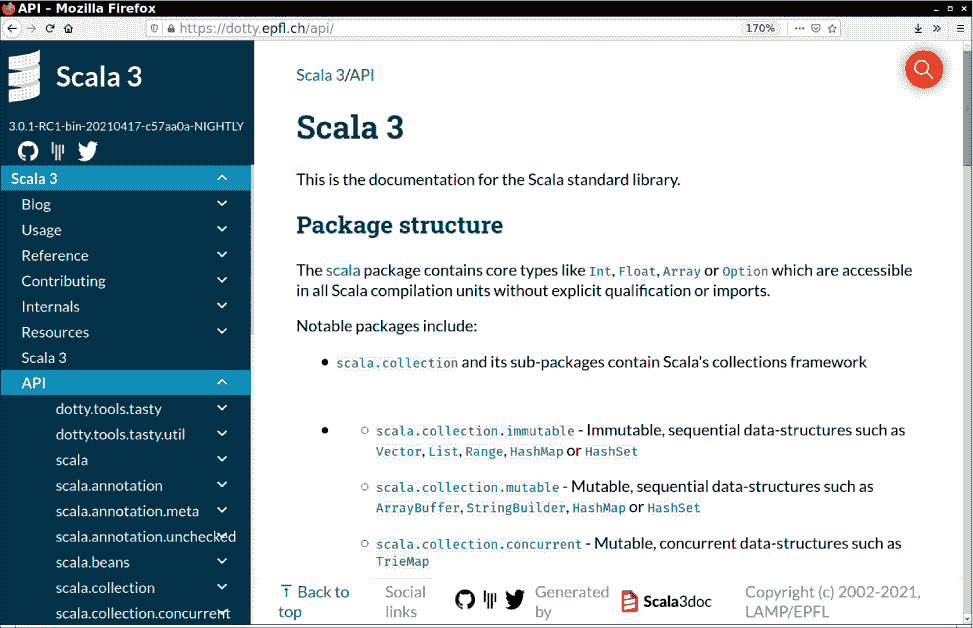 API - Mozilla Firefox
https://dotty.epfl.ch/api/
170%
Scala 3
3.0.1-RC1-bin-20210417-c57aa0a-NIGHTLY
Scala 3
Blog
Usage
Reference
Contributing
Internals
Resources
Scala 3
API
dotty.tools.tasty
dotty.tools.tasty.util
scala
scala.annotation
scala.annotation.meta
scala.annotation.unchecked
scala.beans
scala.collection
scala.collection.concurrent
Scala 3/API
Scala 3
This is the documentation for the Scala standard library.
Package structure
The scala package contains core types like Int, Float, Array or Option which are accessible
in all Scala compilation units without explicit qualification or imports.
Notable packages include:
scala.collection and its sub-packages contain Scala's collections framework
scala.collection.immutable - Immutable, sequential data-structures such as
Vector, List, Range, HashMap or HashSet
scala.collection.mutable - Mutable, sequential data-structures such as
ArrayBuffer, StringBuilder, HashMap or HashSet
scala.collection.concurrent - Mutable, concurrent data-structures such as
TrieMap
Back to
top
Social
links
Generated
by
Scala3doc
Copyright (c) 2002-2021,
LAMP/EPFL